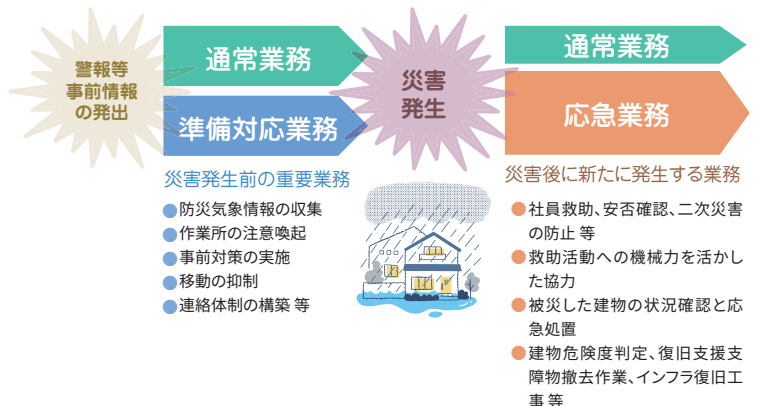 警報等
事前情報
の発出
通常業務
準備対応業務
災害発生前の重要業務
●防災気象情報の収集
●作業所の注意喚起
●事前対策の実施
●移動の抑制
●連絡体制の構築 等
災害
発生
通常業務
応急業務
災害後に新たに発生する業務
●社員救助、安否確認、二次災害
の防止 等
●救助活動への機械力を活かし
た協力
●被災した建物の状況確認と応
急処置
●建物危険度判定、復旧支援支
障物撤去作業、インフラ復旧工
事 等